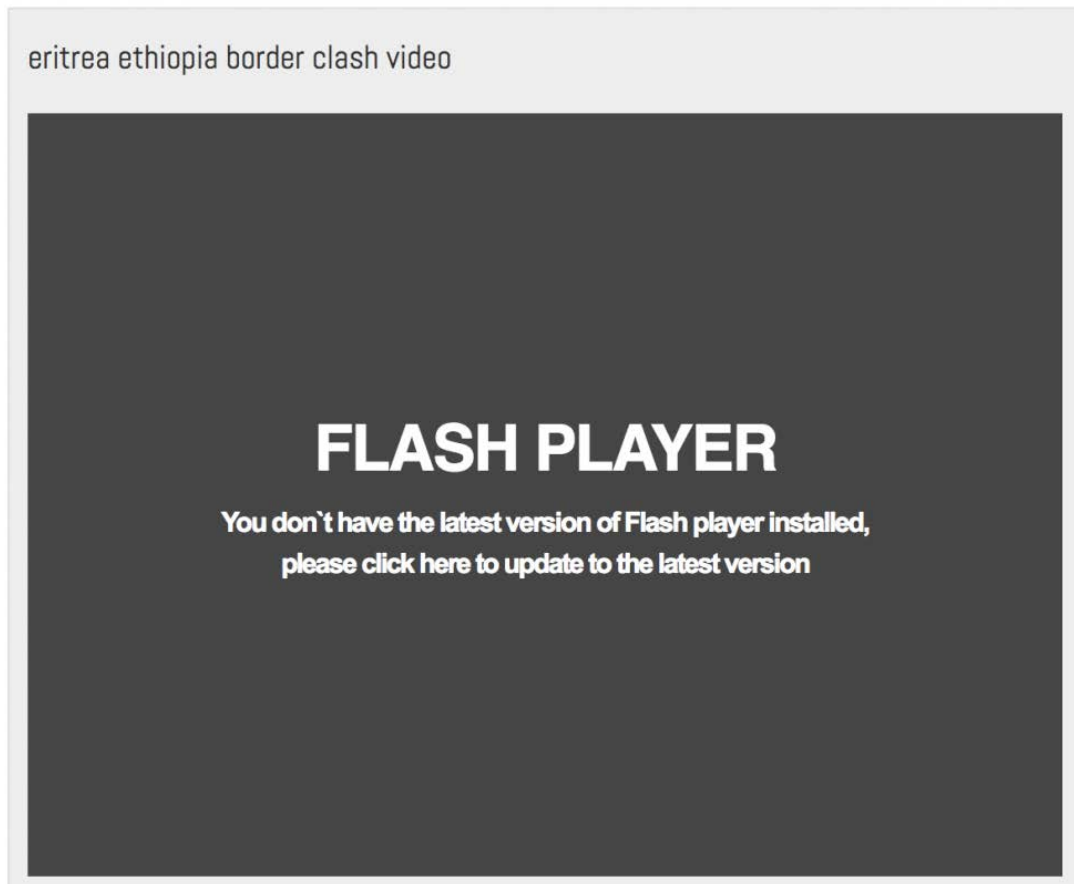 eritrea ethiopia border clash video
FLASH PLAYER
You don`t have the latest version of Flash player installed,
please click here to update to the latest version